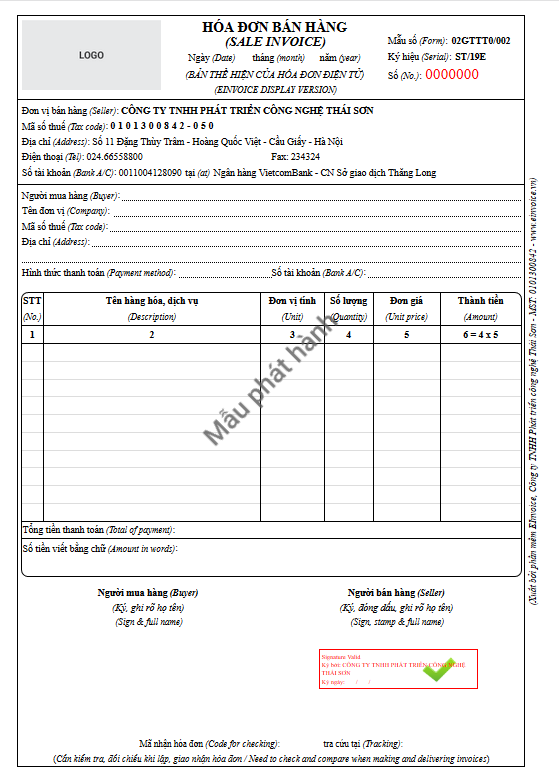 LOGO
HÓA ĐƠN BÁN HÀNG
(SALE INVOICE)
Ngày (Date) tháng (month) năm (year)
(BẢN THỂ HIỆN CỦA HÓA ĐƠN ĐIỆN TỬ)
(EINVOICE DISPLAY VERSION)
Mẫu số (Form): 02GTTT0/002
Ký hiệu (Serial): ST/19E
Số (No.): 0000000
Đơn vị bán hàng (Seller): CÔNG TY TNHH PHÁT TRIỂN CÔNG NGHỆ THÁI SƠN
Mã số thuế (Tax code): 0101300842-050
Địa chỉ (Address): Số 11 Đặng Thùy Trâm - Hoàng Quốc Việt - Cầu Giấy - Hà Nội
Điện thoại (Tel): 024.66558800 Fax: 234324
Số tài khoản (Bank A/C): 0011004128090 tại (at) Ngân hàng VietcomBank - CN Sở giao dịch Thăng Long
Người mua hàng (Buyer):
Tên đơn vị (Company):
Mã số thuế (Tax code):
Địa chỉ (Address):
Hình thức thanh toán (Payment method): Số tài khoản (Bank A/C):
STT Tên hàng hóa, dịch vụ Đơn vị tính Số lượng Đơn giá Thành tiền
(No.) (Description) (Unit) (Quantity) (Unit price) (Amount)
1 2 3 4 5 6 = 4 x 5
Mẫu phát hành
Tổng tiền thanh toán (Total of payment):
Số tiền viết bằng chữ (Amount in words):
Người mua hàng (Buyer) Người bán hàng (Seller)
(Ký, ghi rõ họ tên) (Ký, đóng dấu, ghi rõ họ tên)
(Sign & full name) (Sign, stamp & full name)
Signature Valid
Ký bởi: CÔNG TY TNHH PHÁT TRIỂN CÔNG NGHỆ
THÁI SƠN
Ký ngày: / /
Mã nhận hóa đơn (Code for checking): tra cứu tại (Tracking):
(Cần kiểm tra, đối chiếu khi lập, giao nhận hóa đơn / Need to check and compare when making and delivering invoices)
(Xuất bởi phần mềm EInvoice, Công ty TNHH Phát triển công nghệ Thái Sơn - MST: 0101300842 - www.einvoice.vn)